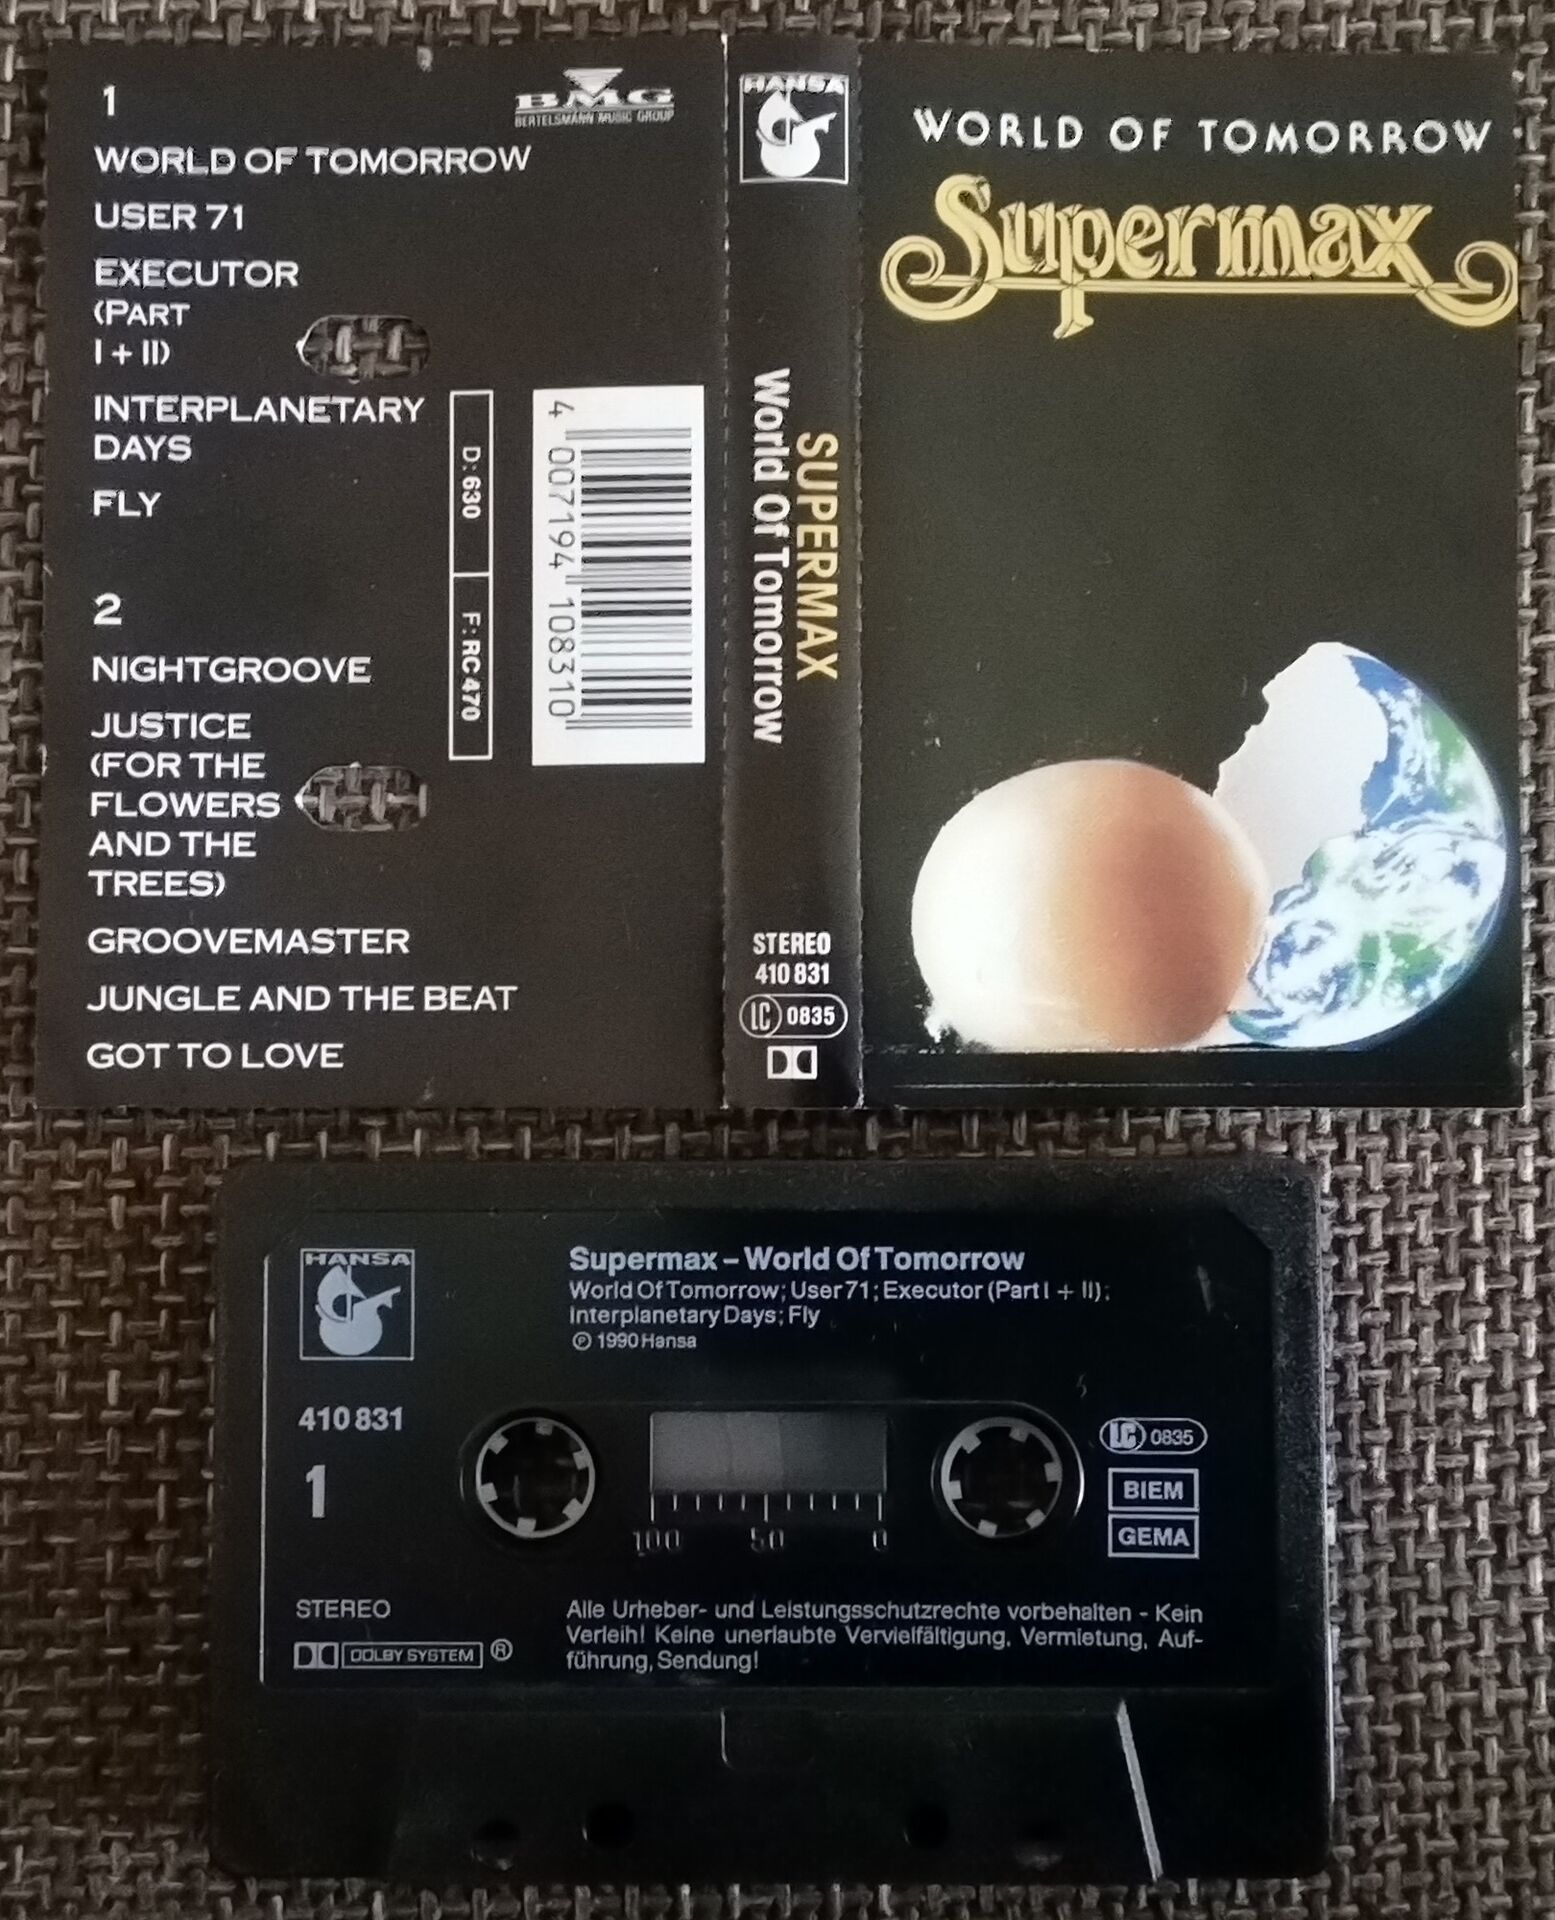 1
BMG
BERTELSMANN MUSIC GROUP
WORLD OF TOMORROW
USER 71
EXECUTOR
(PART
I + II)
INTERPLANETARY
DAYS
FLY
2
NIGHTGROOVE
JUSTICE
(FOR THE
FLOWERS
AND THE
TREES)
GROOVEMASTER
JUNGLE AND THE BEAT
GOT TO LOVE
D: 630
F: RC 470
4 007194 108310
HANSA
SUPERMAX
World Of Tomorrow
STEREO
410 831
LC 0835
WORLD OF TOMORROW
Supermax
HANSA
Supermax – World Of Tomorrow
World Of Tomorrow; User 71; Executor (Part I + II);
Interplanetary Days; Fly
℗ 1990 Hansa
410 831
1
100 50 0
LC 0835
BIEM
GEMA
STEREO
DOLBY SYSTEM ®
Alle Urheber- und Leistungsschutzrechte vorbehalten - Kein
Verleih! Keine unerlaubte Vervielfältigung, Vermietung, Auf-
führung, Sendung!